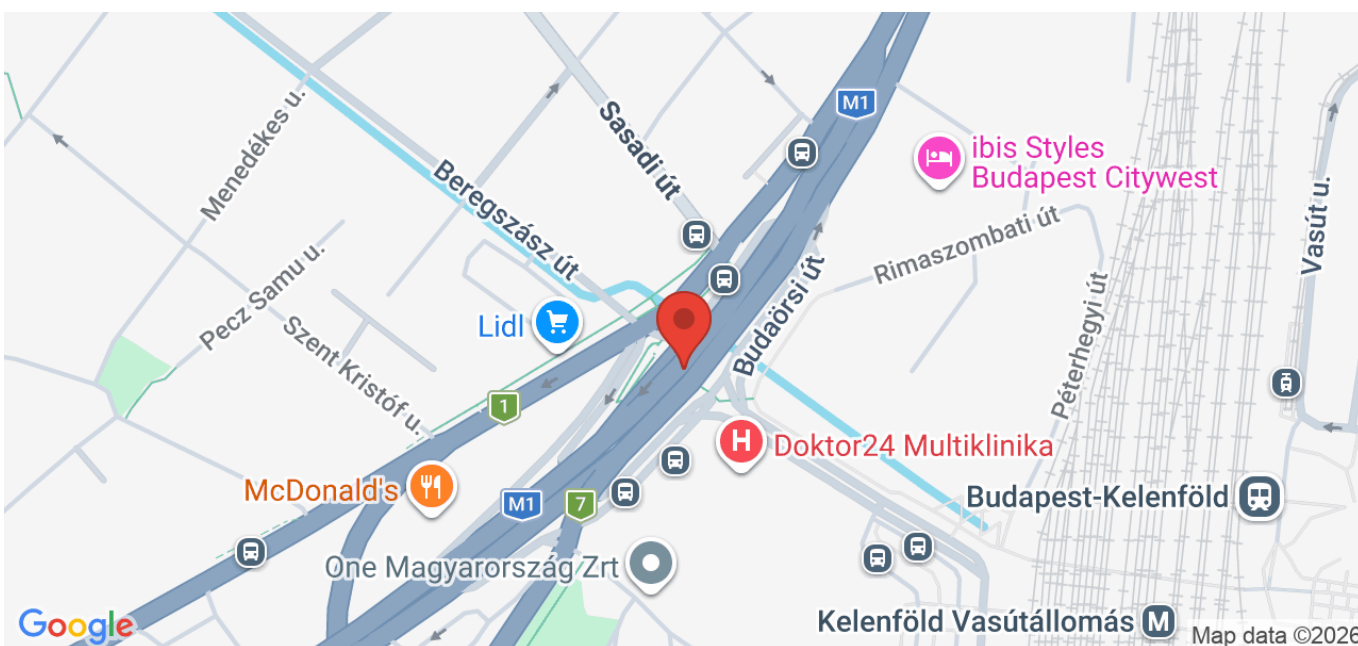 M1
Menedékes u.
Sasadi út
ibis Styles
Budapest Citywest
Beregszász út
Vasút u.
Rimaszombati út
Pecz Samu u.
Budaörsi út
Péterhegyi út
Lidl
Szent Kristóf u.
1
H
Doktor24 Multiklinika
McDonald's
M1
7
Budapest-Kelenföld
One Magyarország Zrt
Google
Kelenföld Vasútállomás M
Map data ©2026